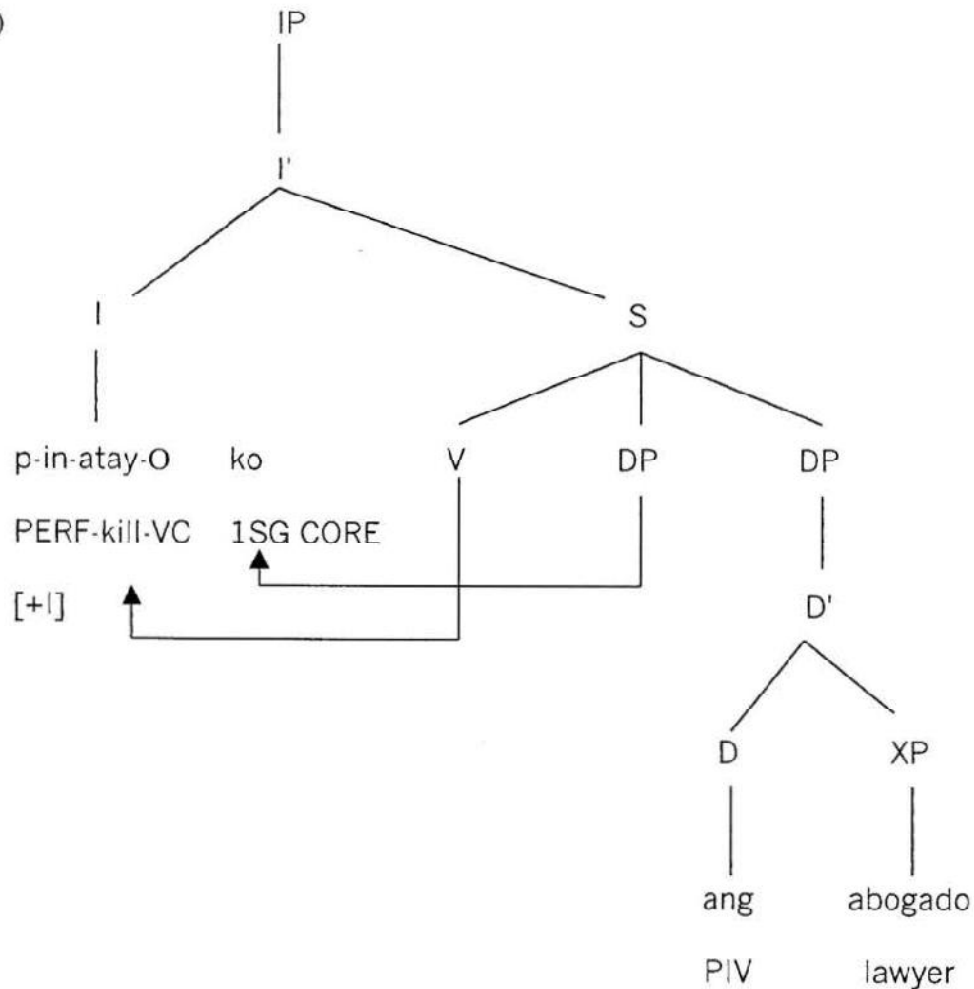 )
IP
I'
I S
p-in-atay-O ko V DP DP
PERF-kill-VC 1SG CORE
[+I] D'
D XP
ang abogado
PIV lawyer